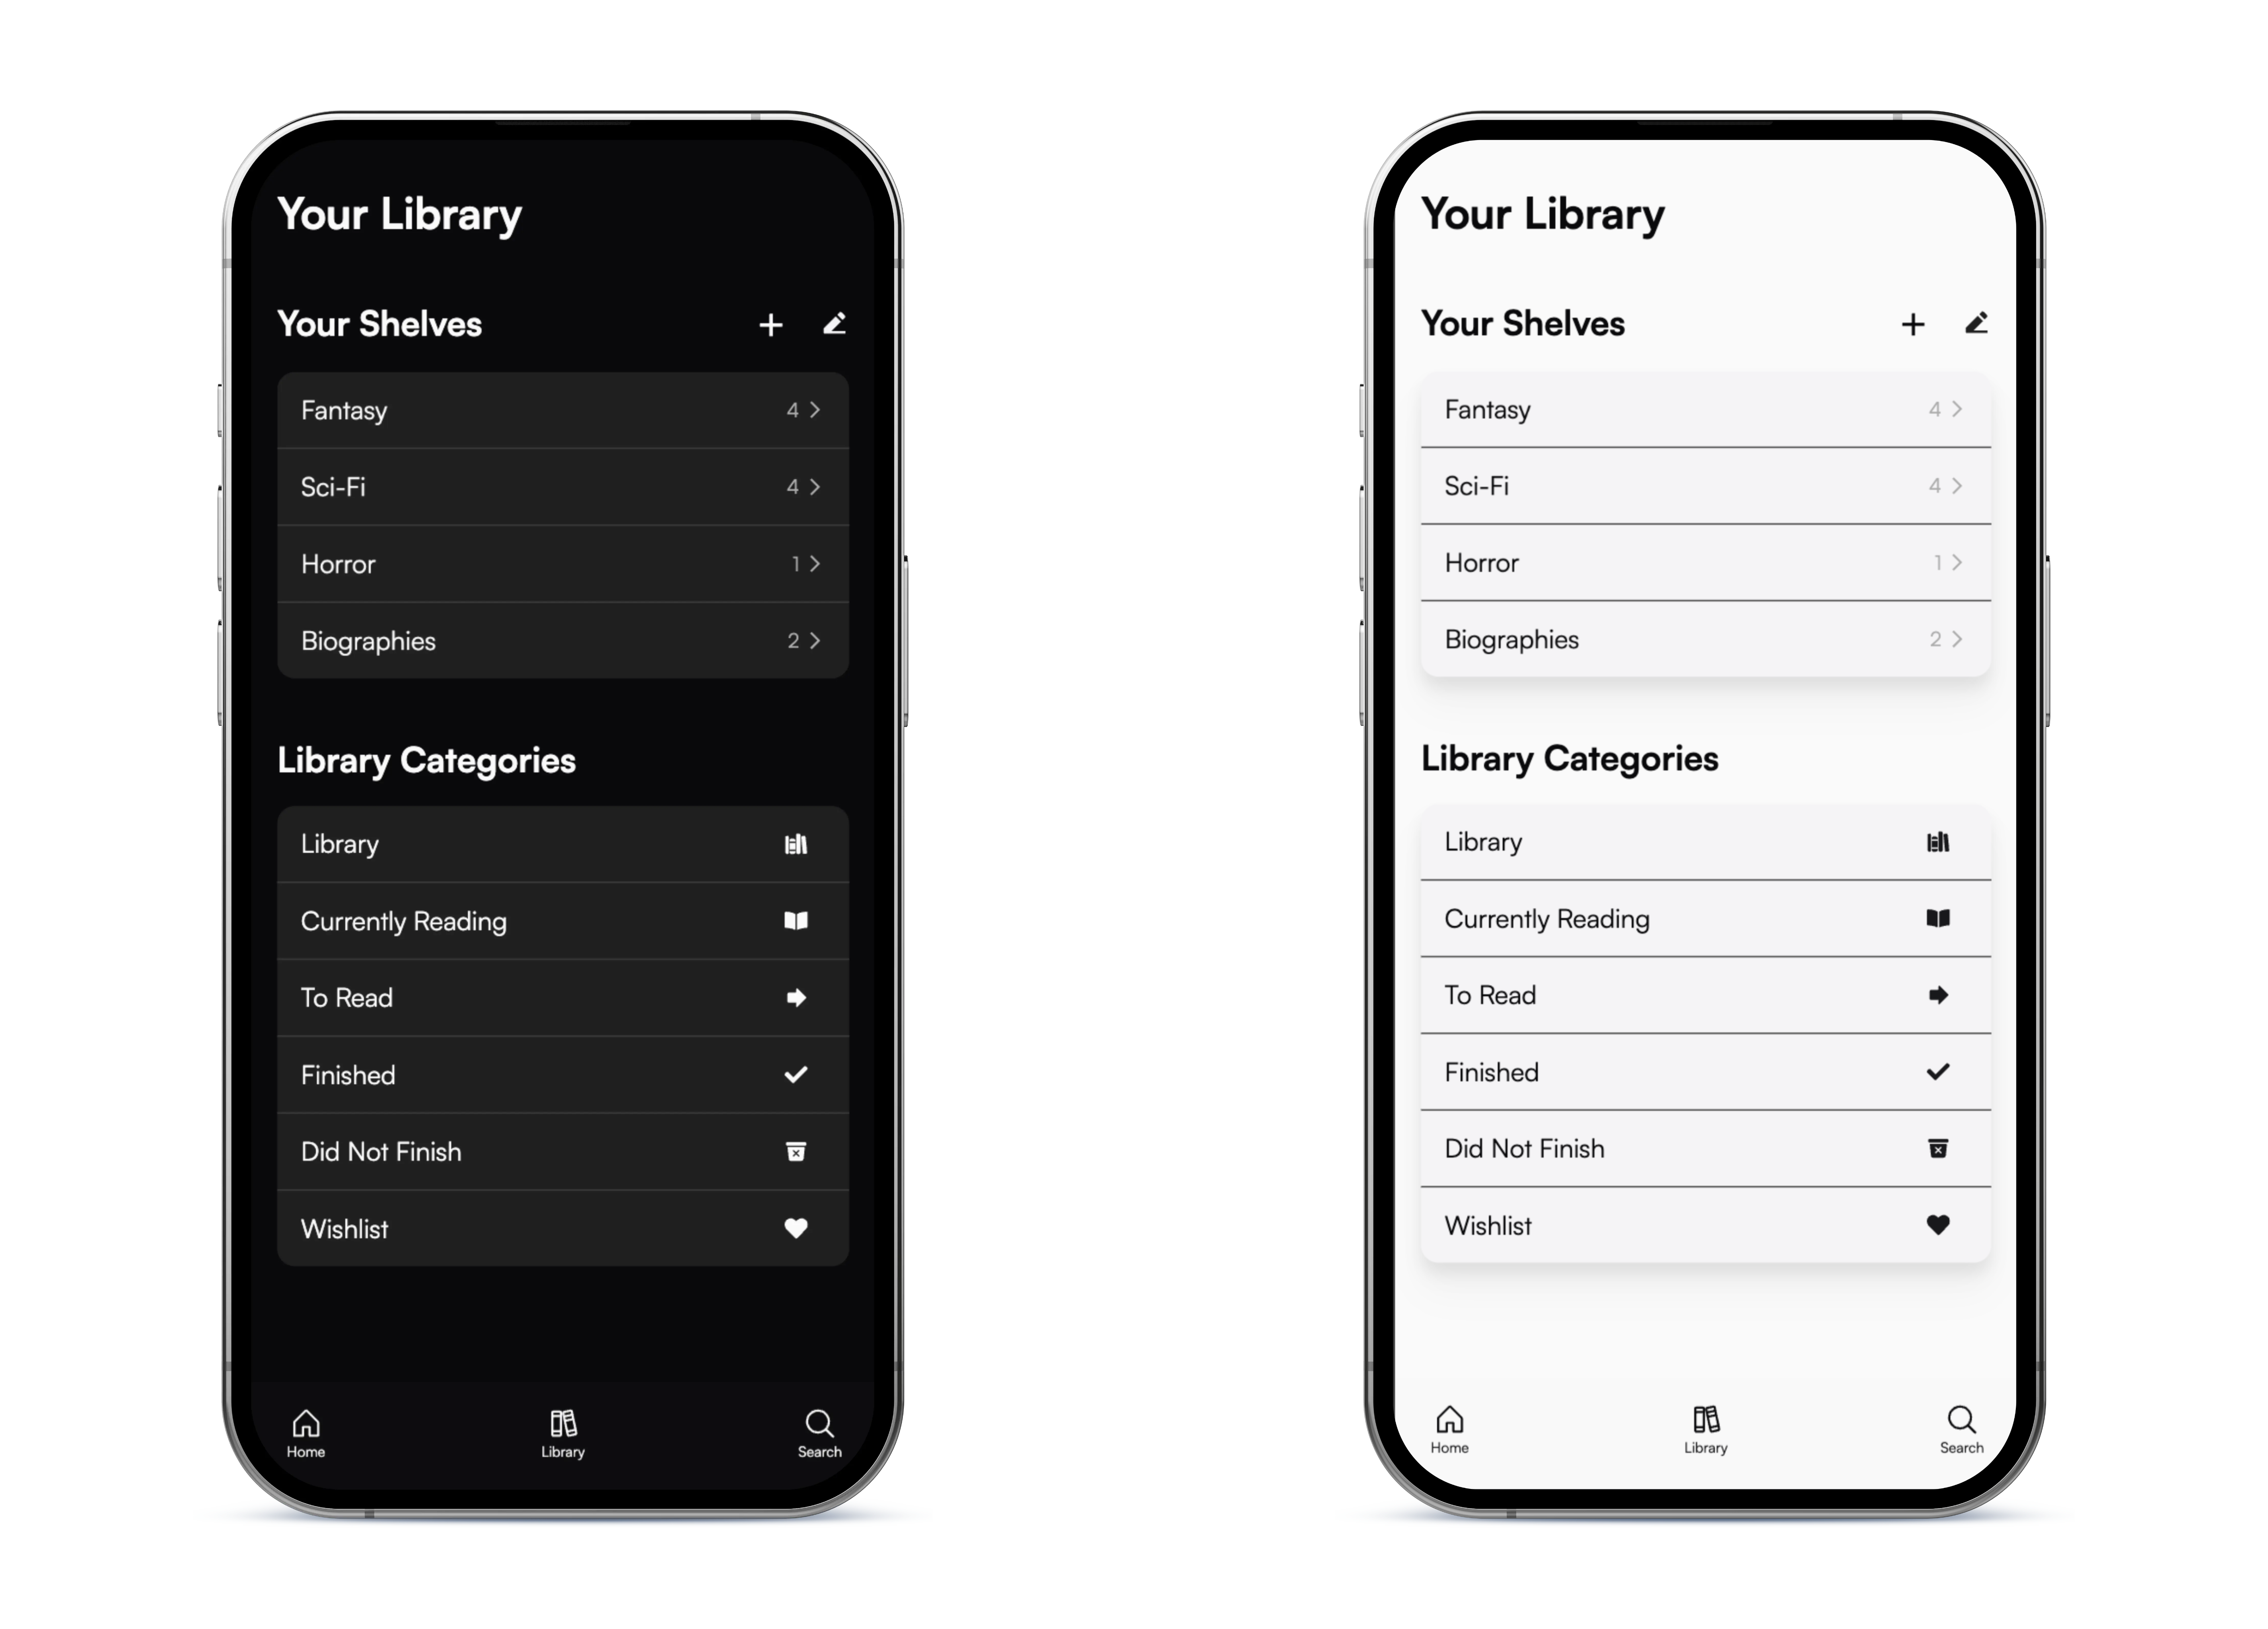 Your Library
Your Shelves
Fantasy 4
Sci-Fi 4
Horror 1
Biographies 2
Library Categories
Library
Currently Reading
To Read
Finished
Did Not Finish
Wishlist
Home Library Search
Your Library
Your Shelves
Fantasy 4
Sci-Fi 4
Horror 1
Biographies 2
Library Categories
Library
Currently Reading
To Read
Finished
Did Not Finish
Wishlist
Home Library Search